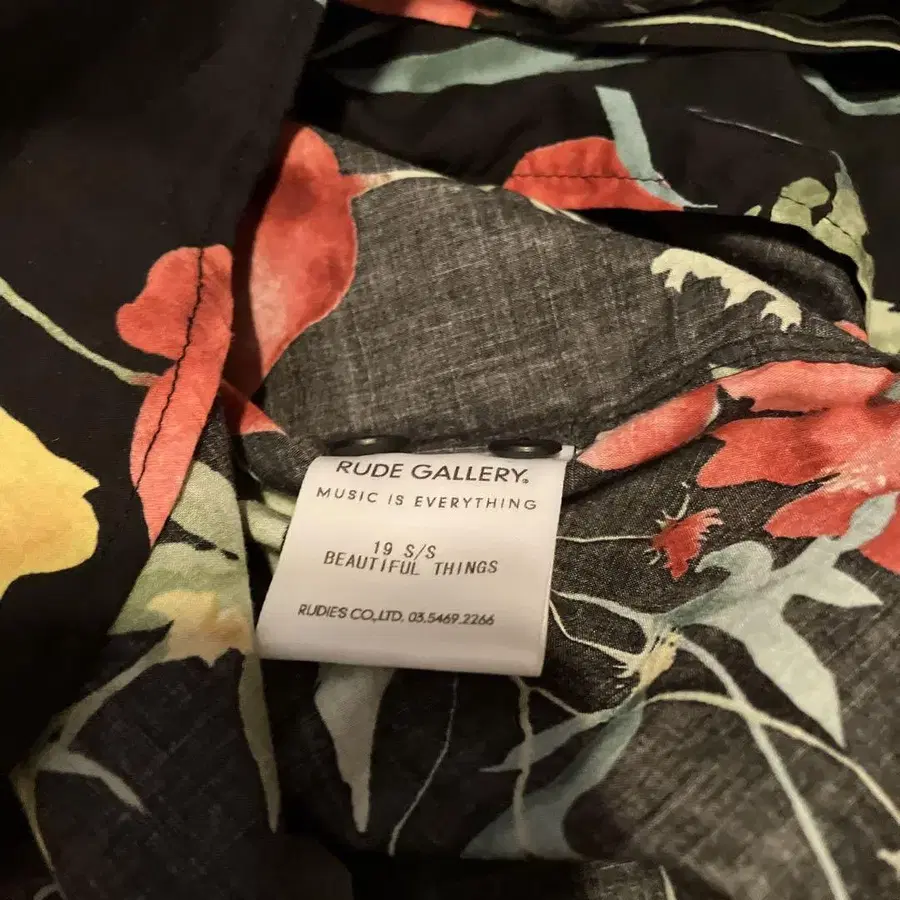 RUDE GALLERY.
MUSIC IS EVERYTHING
19 S/S
BEAUTIFUL THINGS
RUDIES CO.,LTD. 03.5469.2266